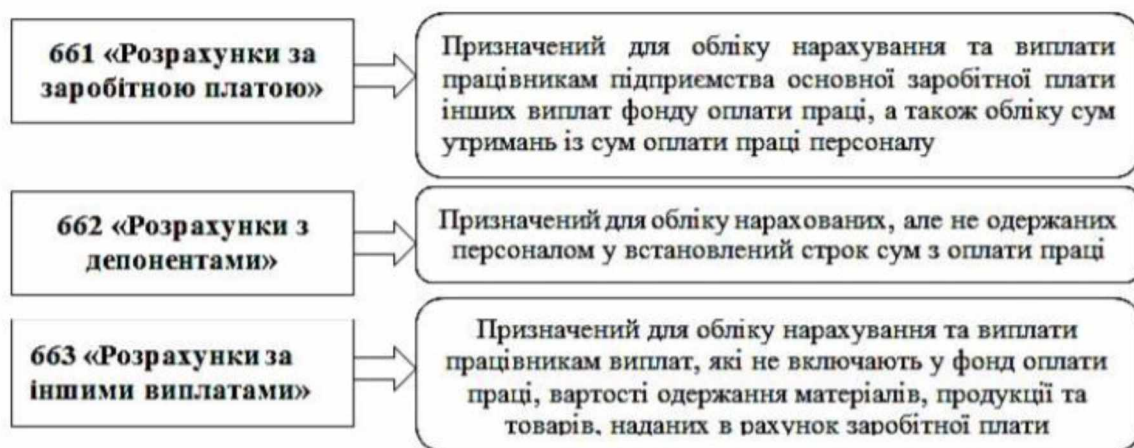 661 «Розрахунки за
заробітною платою»
Призначений для обліку нарахування та виплати
працівникам підприємства основної заробітної плати
інших виплат фонду оплати праці, а також обліку сум
утримань із сум оплати праці персоналу
662 «Розрахунки з
депонентами»
Призначений для обліку нарахованих, але не одержаних
персоналом у встановлений строк сум з оплати праці
663 «Розрахунки за
іншими виплатами»
Призначений для обліку нарахування та виплати
працівникам виплат, які не включають у фонд оплати
праці, вартості одержання матеріалів, продукції та
товарів, наданих в рахунок заробітної плати